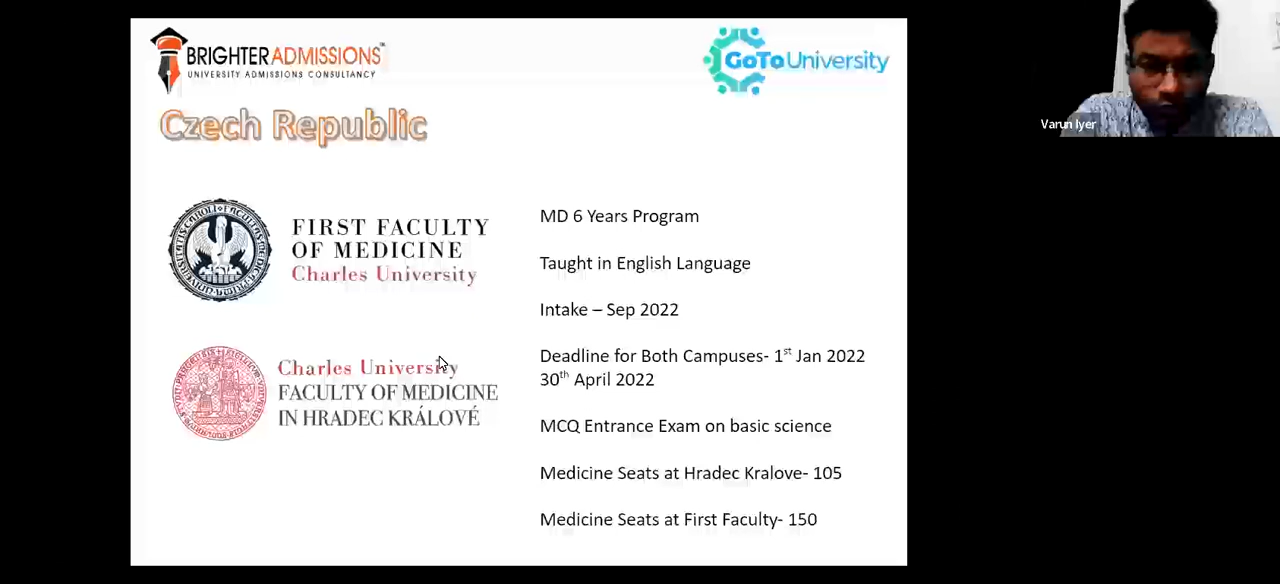 BRIGHTER ADMISSIONS™
UNIVERSITY ADMISSIONS CONSULTANCY
GoToUniversity
Czech Republic
Varun Iyer
FIRST FACULTY
OF MEDICINE
Charles University
Charles University
FACULTY OF MEDICINE
IN HRADEC KRÁLOVÉ
MD 6 Years Program
Taught in English Language
Intake – Sep 2022
Deadline for Both Campuses- 1st Jan 2022
30th April 2022
MCQ Entrance Exam on basic science
Medicine Seats at Hradec Kralove- 105
Medicine Seats at First Faculty- 150